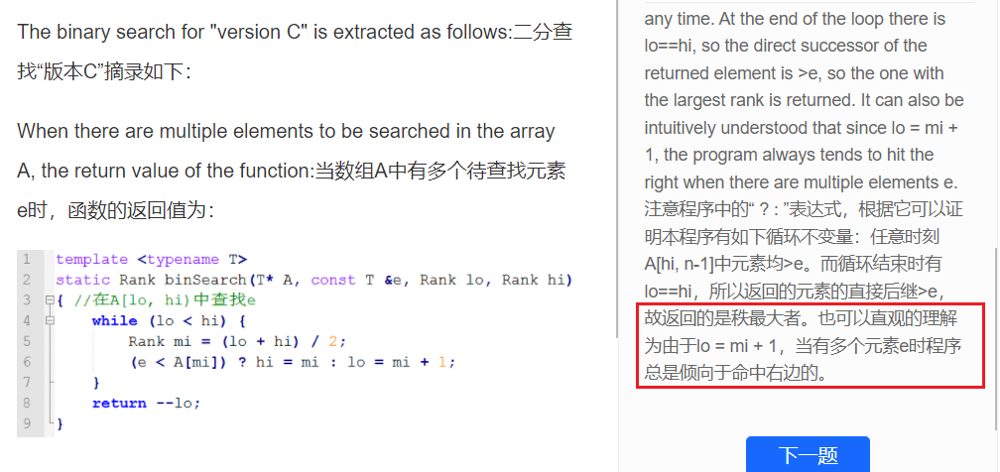 The binary search for "version C" is extracted as follows:二分查
找“版本C”摘录如下：
When there are multiple elements to be searched in the array
A, the return value of the function:当数组A中有多个待查找元素
e时，函数的返回值为：
1 template <typename T>
2 static Rank binSearch(T* A, const T &e, Rank lo, Rank hi)
3 { //在A[lo, hi)中查找e
4 while (lo < hi) {
5 Rank mi = (lo + hi) / 2;
6 (e < A[mi]) ? hi = mi : lo = mi + 1;
7 }
8 return --lo;
9 }
any time. At the end of the loop there is
lo==hi, so the direct successor of the
returned element is >e, so the one with
the largest rank is returned. It can also be
intuitively understood that since lo = mi +
1, the program always tends to hit the
right when there are multiple elements e.
注意程序中的“ ? : ”表达式，根据它可以证
明本程序有如下循环不变量：任意时刻
A[hi, n-1]中元素均>e。而循环结束时有
lo==hi，所以返回的元素的直接后继>e，
故返回的是秩最大者。也可以直观的理解
为由于lo = mi + 1，当有多个元素e时程序
总是倾向于命中右边的。
下一题